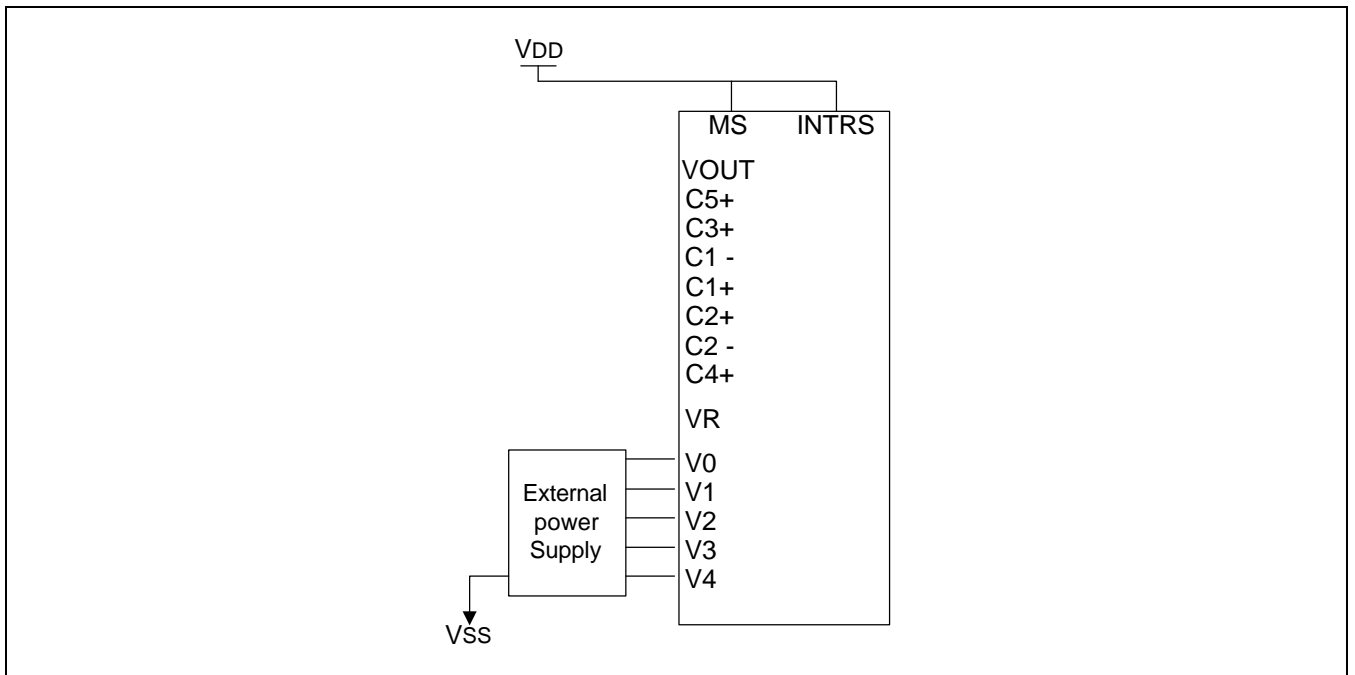 VDD
MS INTRS
VOUT
C5+
C3+
C1 -
C1+
C2+
C2 -
C4+
VR
V0
V1
V2
V3
V4
External
power
Supply
VSS